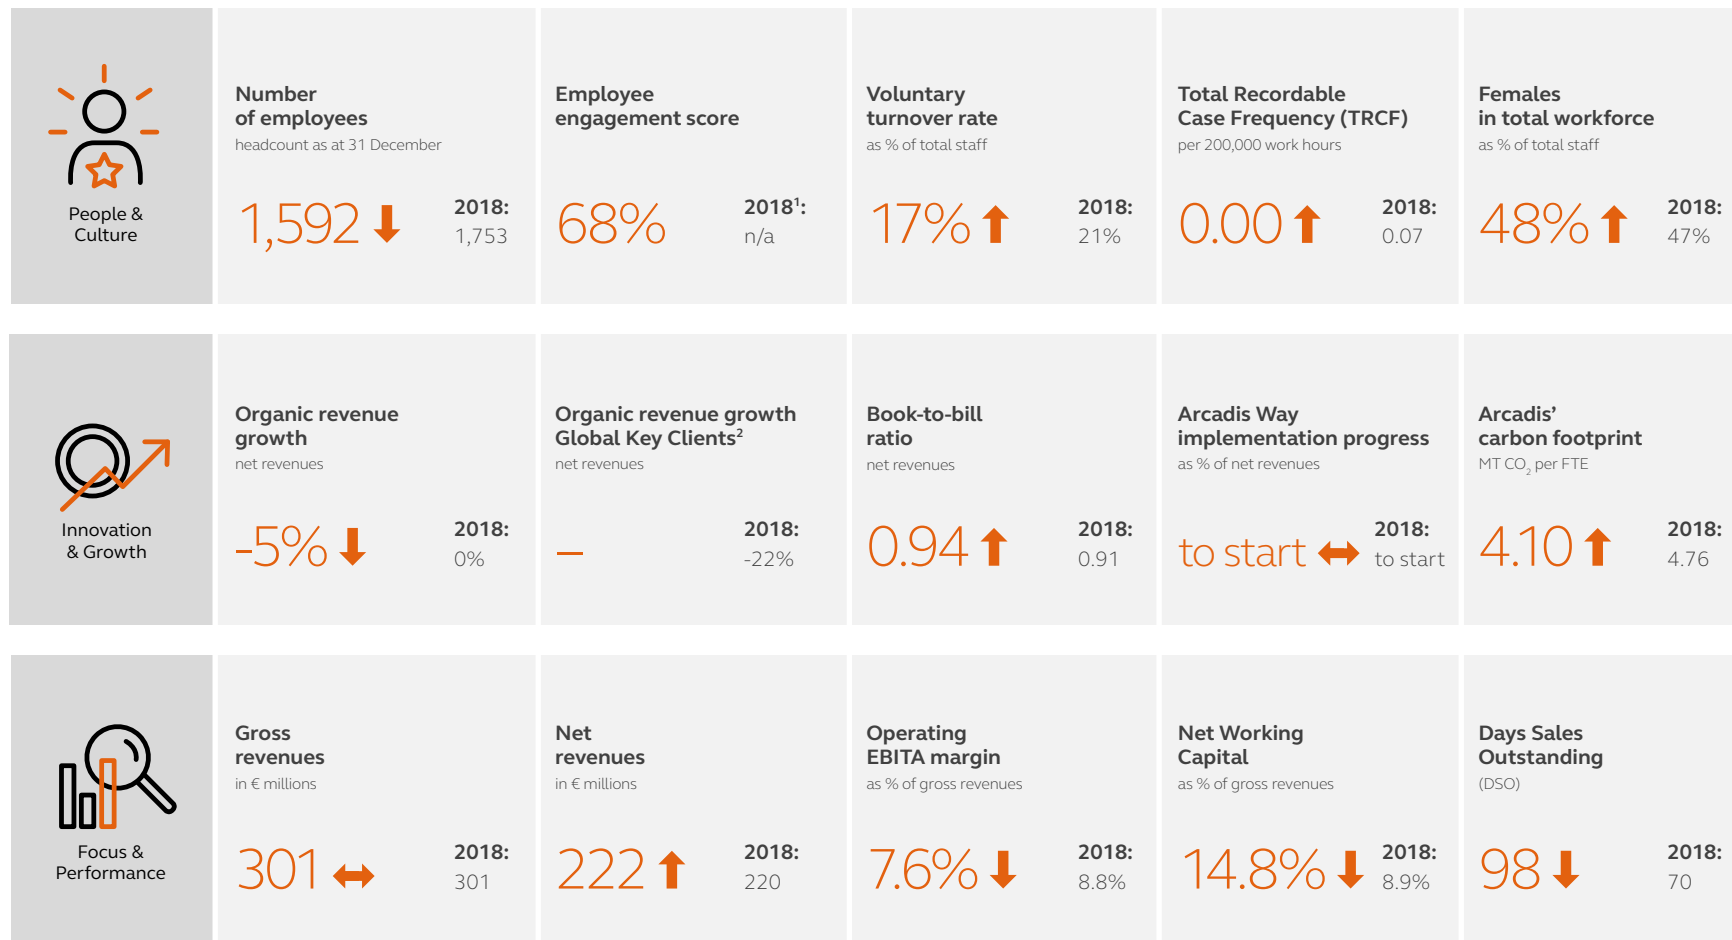 People &
Culture
Number
of employees
headcount as at 31 December
1,592
2018:
1,753
Employee
engagement score
68%
2018¹:
n/a
Voluntary
turnover rate
as % of total staff
17%
2018:
21%
Total Recordable
Case Frequency (TRCF)
per 200,000 work hours
0.00
2018:
0.07
Females
in total workforce
as % of total staff
48%
2018:
47%
Innovation
& Growth
Organic revenue
growth
net revenues
-5%
2018:
0%
Organic revenue growth
Global Key Clients²
net revenues
–
2018:
-22%
Book-to-bill
ratio
net revenues
0.94
2018:
0.91
Arcadis Way
implementation progress
as % of net revenues
to start
2018:
to start
Arcadis’
carbon footprint
MT CO₂ per FTE
4.10
2018:
4.76
Focus &
Performance
Gross
revenues
in € millions
301
2018:
301
Net
revenues
in € millions
222
2018:
220
Operating
EBITA margin
as % of gross revenues
7.6%
2018:
8.8%
Net Working
Capital
as % of gross revenues
14.8%
2018:
8.9%
Days Sales
Outstanding
(DSO)
98
2018:
70